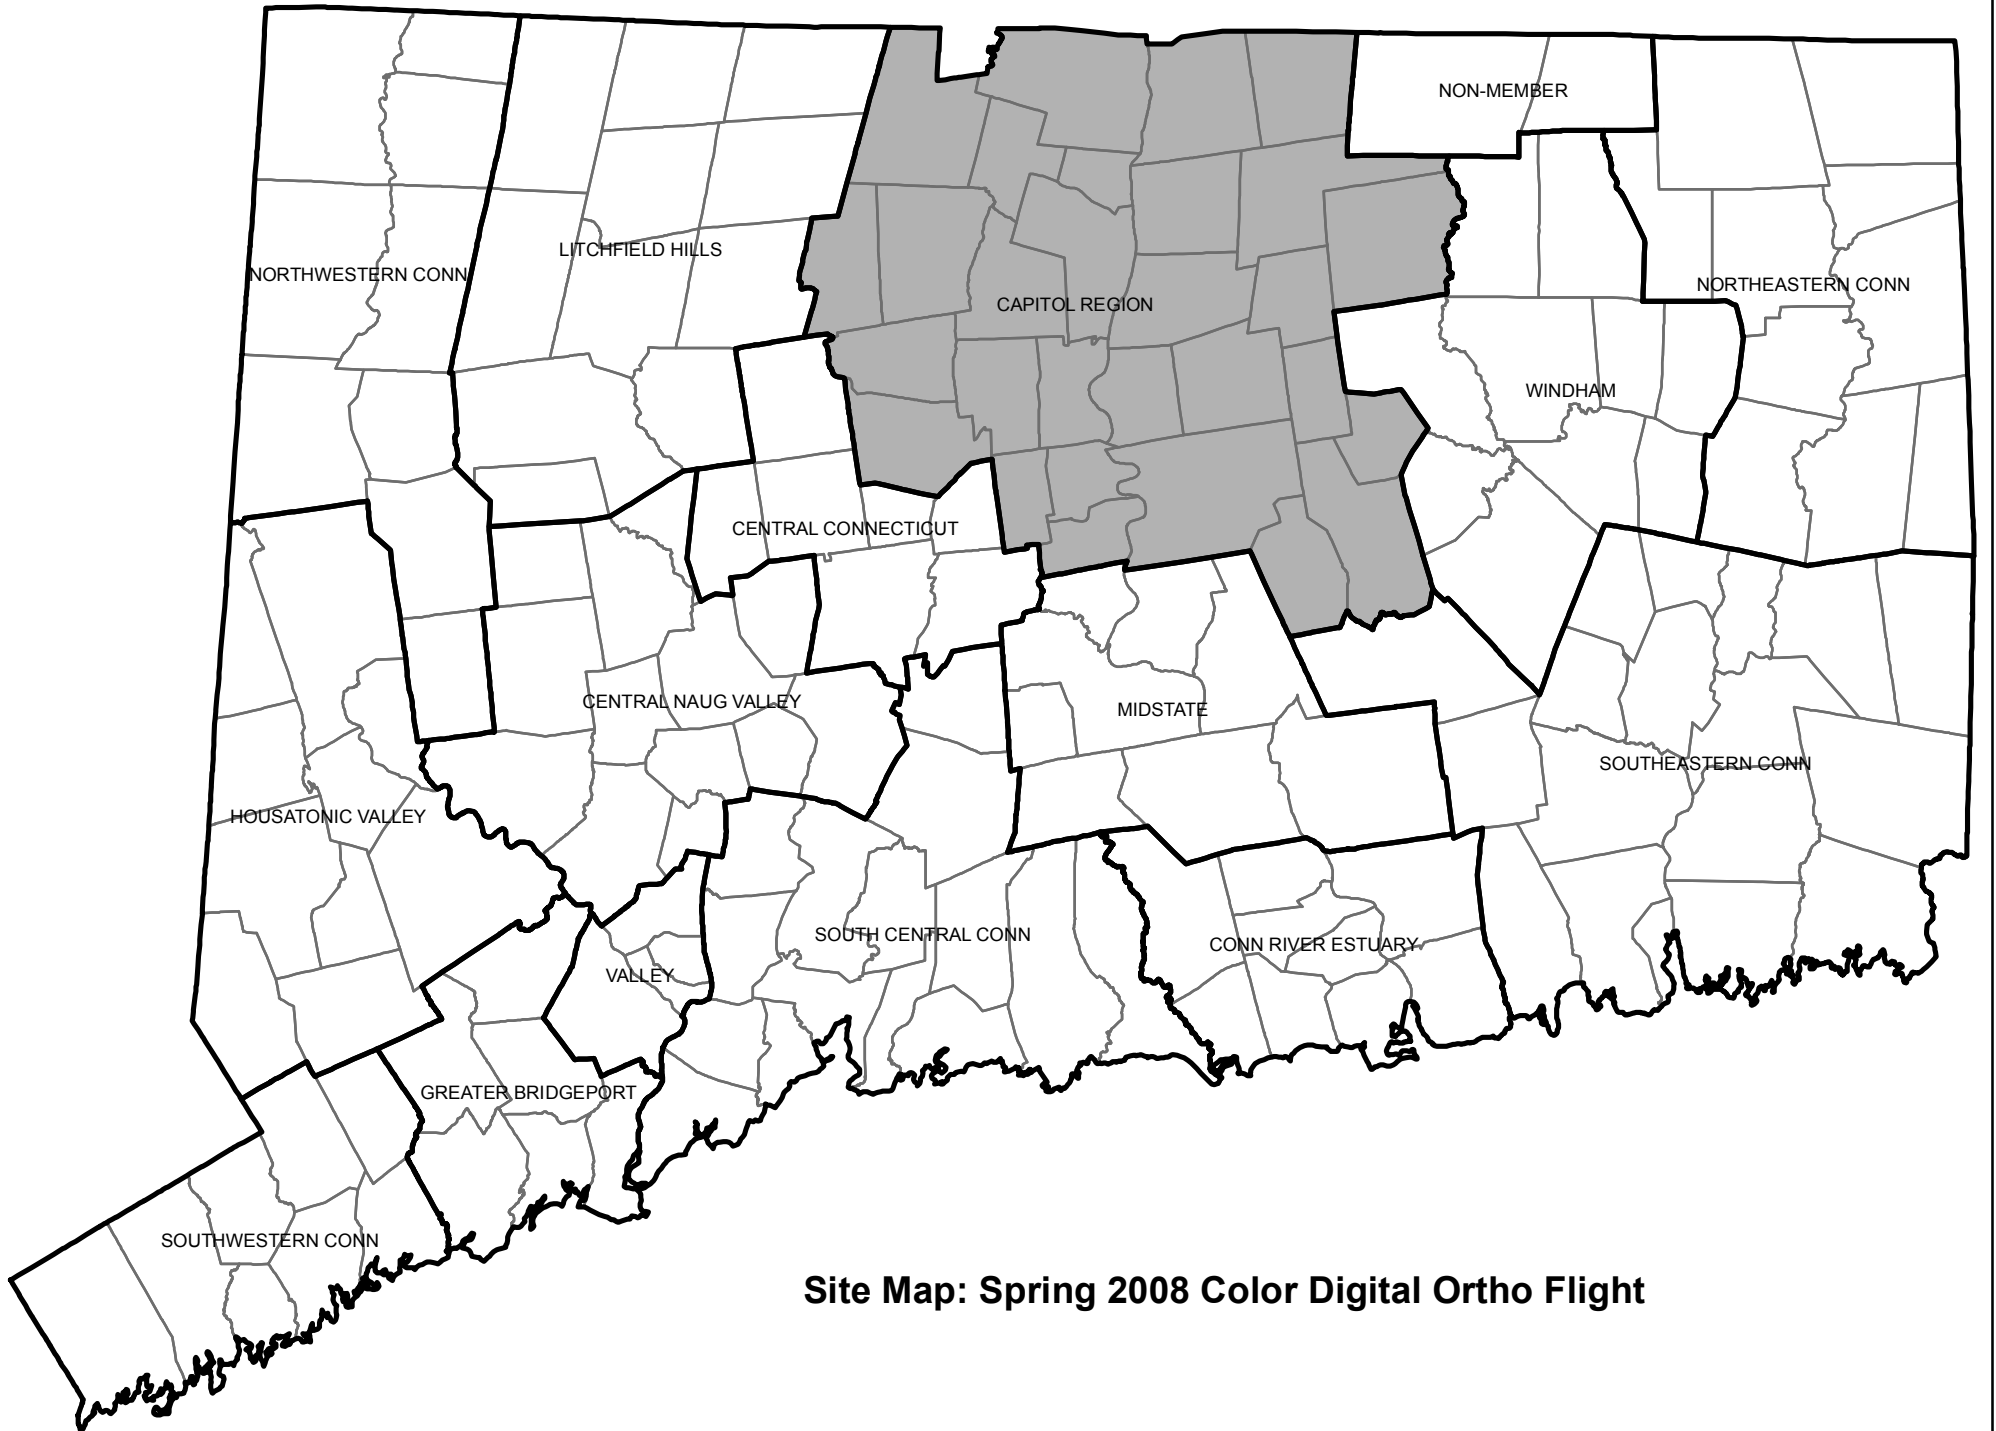 NON-MEMBER
LITCHFIELD HILLS
NORTHWESTERN CONN
NORTHEASTERN CONN
CAPITOL REGION
WINDHAM
CENTRAL CONNECTICUT
CENTRAL NAUG VALLEY
MIDSTATE
SOUTHEASTERN CONN
HOUSATONIC VALLEY
SOUTH CENTRAL CONN
CONN RIVER ESTUARY
VALLEY
GREATER BRIDGEPORT
SOUTHWESTERN CONN
Site Map: Spring 2008 Color Digital Ortho Flight